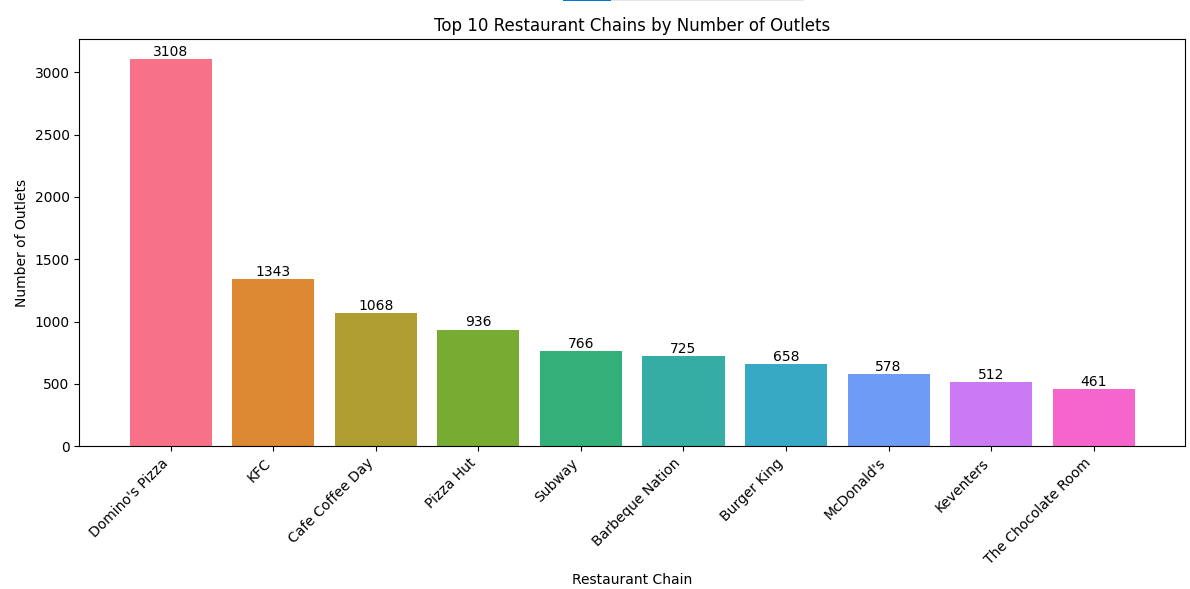 Top 10 Restaurant Chains by Number of Outlets
3108
3000
2500
2000
1500
1343
1068
1000
936
766
725
658
578
512
461
500
0
Number of Outlets
Domino's Pizza
KFC
Cafe Coffee Day
Pizza Hut
Subway
Barbeque Nation
Burger King
McDonald's
Keventers
The Chocolate Room
Restaurant Chain